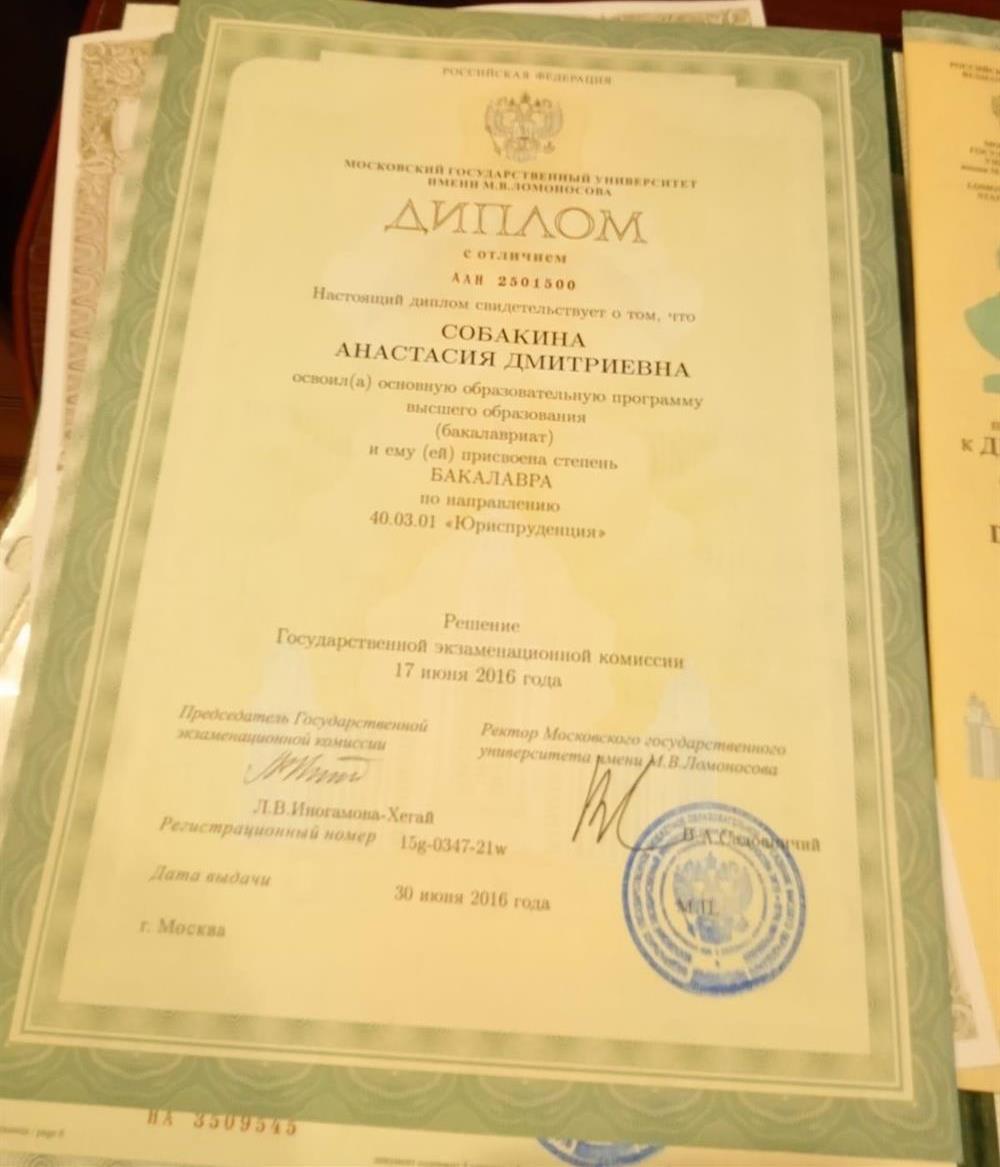 РОССИЙСКАЯ ФЕДЕРАЦИЯ
МОСКОВСКИЙ ГОСУДАРСТВЕННЫЙ УНИВЕРСИТЕТ
ИМЕНИ М.В.ЛОМОНОСОВА
ДИПЛОМ
с отличием
ААН 2501500
Настоящий диплом свидетельствует о том, что
СОБАКИНА
АНАСТАСИЯ ДМИТРИЕВНА
освоил(а) основную образовательную программу
высшего образования
(бакалавриат)
и ему (ей) присвоена степень
БАКАЛАВРА
по направлению
40.03.01 «Юриспруденция»
Решение
Государственной экзаменационной комиссии
17 июня 2016 года
Председатель Государственной
экзаменационной комиссии
Л.В.Иногамова-Хегай
Ректор Московского государственного
университета имени М.В.Ломоносова
В.А.Садовничий
Регистрационный номер 15g-0347-21w
Дата выдачи 30 июня 2016 года
М.П.
г. Москва
НА 3509545
к Д